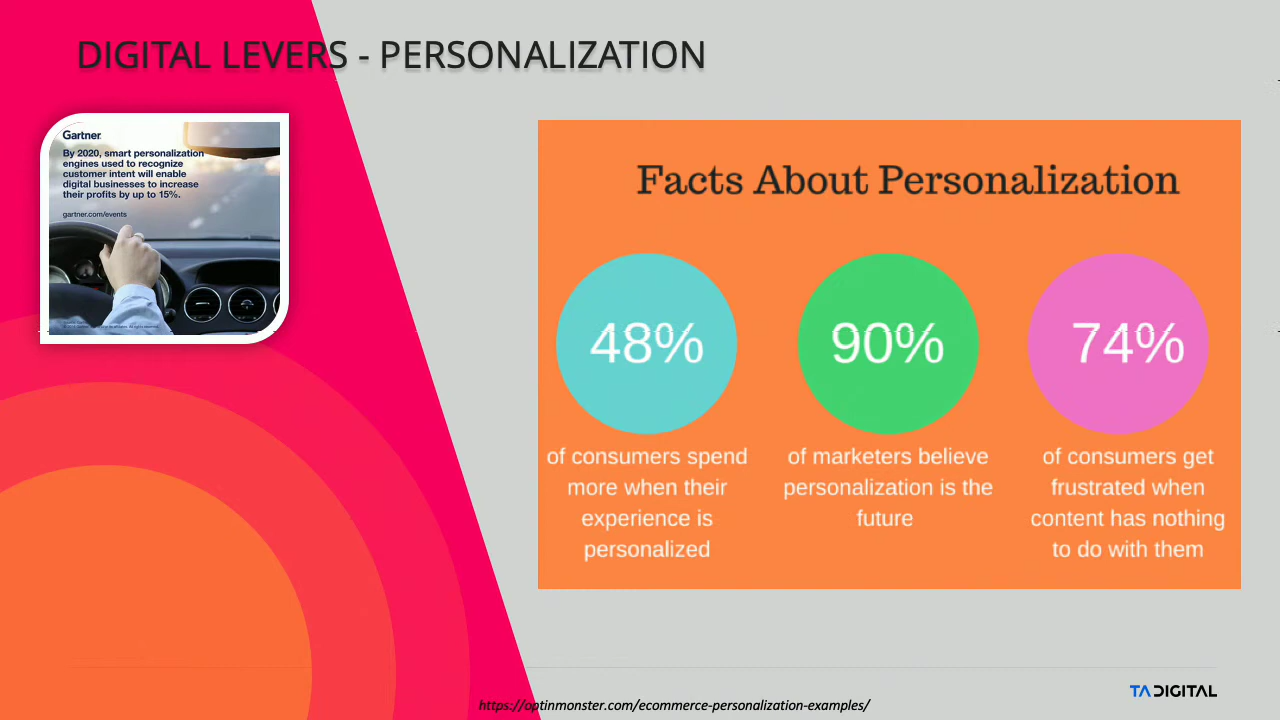 DIGITAL LEVERS - PERSONALIZATION
Gartner
By 2020, smart personalization
engines used to recognize
customer intent will enable
digital businesses to increase
their profits by up to 15%.
gartner.com/events
Facts About Personalization
48%
of consumers spend
more when their
experience is
personalized
90%
of marketers believe
personalization is the
future
74%
of consumers get
frustrated when
content has nothing
to do with them
TA DIGITAL
https://optinmonster.com/ecommerce-personalization-examples/